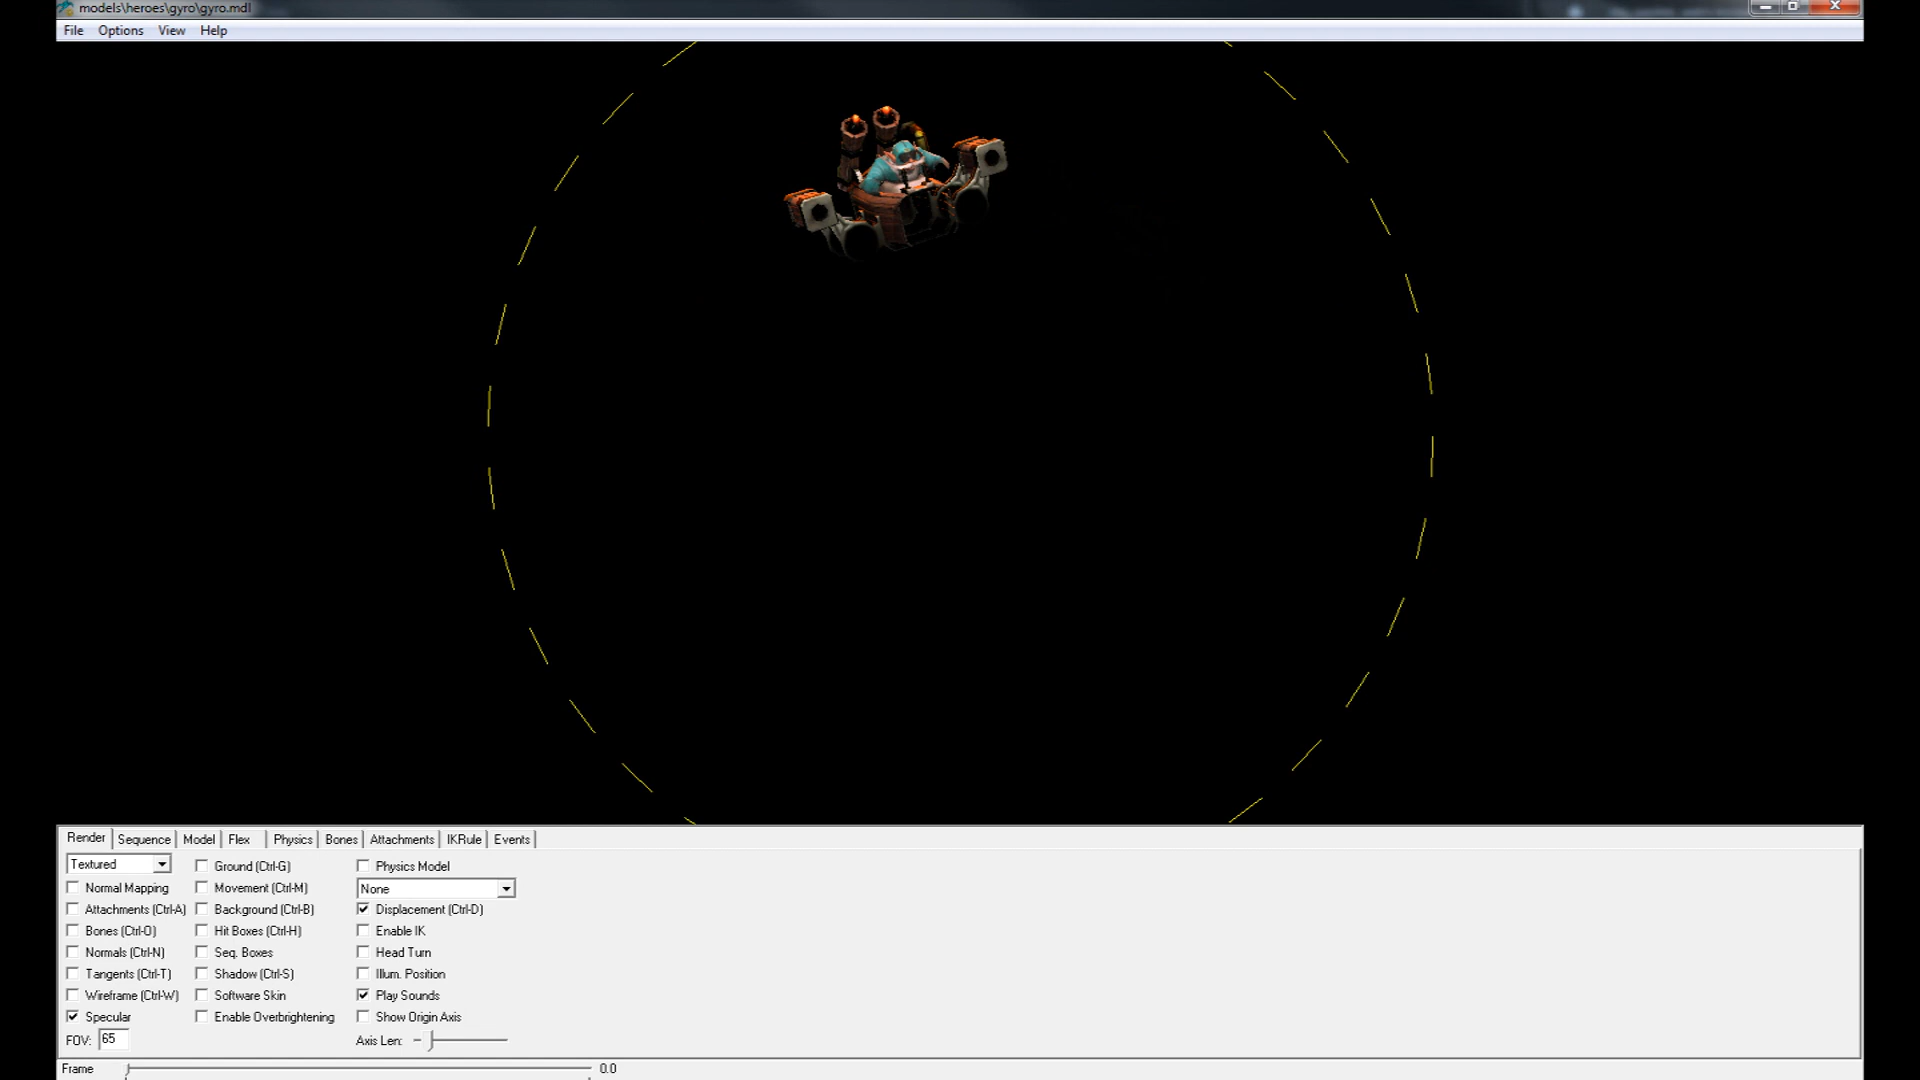 models\heroes\gyro\gyro.mdl
File Options View Help
Render Sequence Model Flex Physics Bones Attachments IKRule Events
Textured Ground (Ctrl-G) Physics Model
Normal Mapping Movement (Ctrl-M) None
Attachments (Ctrl-A) Background (Ctrl-B) Displacement (Ctrl-D)
Bones (Ctrl-O) Hit Boxes (Ctrl-H) Enable IK
Normals (Ctrl-N) Seq. Boxes Head Turn
Tangents (Ctrl-T) Shadow (Ctrl-S) Illum. Position
Wireframe (Ctrl-W) Software Skin Play Sounds
Specular Enable Overbrightening Show Origin Axis
FOV: 65 Axis Len:
Frame 0.0